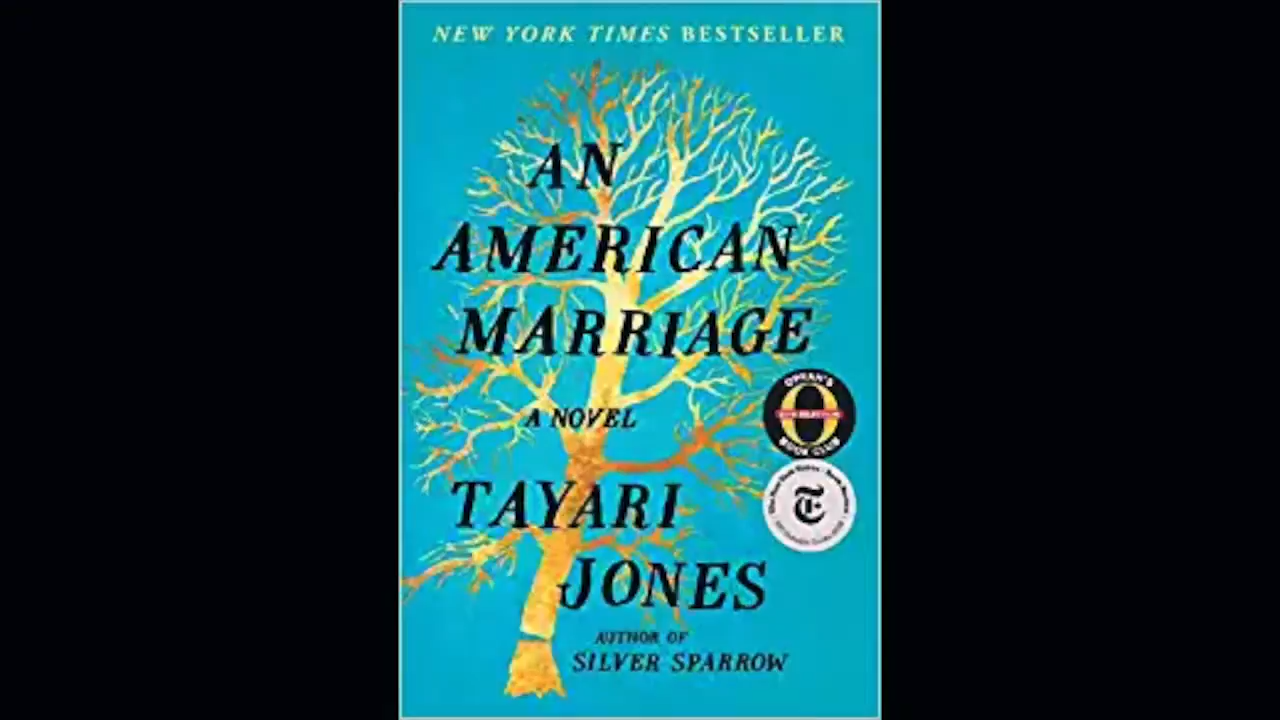 NEW YORK TIMES BESTSELLER
AN
AMERICAN
MARRIAGE
A NOVEL
TAYARI
JONES
AUTHOR OF
SILVER SPARROW
OPRAH'S
BOOK CLUB
T